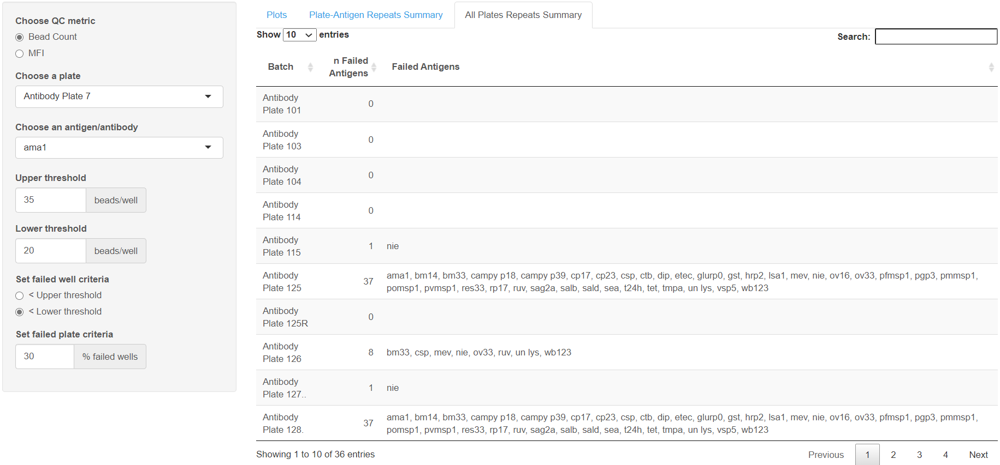 Choose QC metric
Bead Count
MFI
Choose a plate
Antibody Plate 7
Choose an antigen/antibody
ama1
Upper threshold
35 beads/well
Lower threshold
20 beads/well
Set failed well criteria
< Upper threshold
< Lower threshold
Set failed plate criteria
30 % failed wells
Plots Plate-Antigen Repeats Summary All Plates Repeats Summary
Show 10 entries Search:
Batch n Failed Antigens Failed Antigens
Antibody
Plate 101 0
Antibody
Plate 103 0
Antibody
Plate 104 0
Antibody
Plate 114 0
Antibody
Plate 115 1 nie
Antibody
Plate 125 37 ama1, bm14, bm33, campy p18, campy p39, cp17, cp23, csp, ctb, dip, etec, glurp0, gst, hrp2, lsa1, mev, nie, ov16, ov33, pfmsp1, pgp3, pmmsp1,
pomsp1, pvmsp1, res33, rp17, ruv, sag2a, salb, sald, sea, t24h, tet, tmpa, un lys, vsp5, wb123
Antibody
Plate 125R 0
Antibody
Plate 126 8 bm33, csp, mev, nie, ov33, ruv, un lys, wb123
Antibody
Plate 127.. 1 nie
Antibody
Plate 128. 37 ama1, bm14, bm33, campy p18, campy p39, cp17, cp23, csp, ctb, dip, etec, glurp0, gst, hrp2, lsa1, mev, nie, ov16, ov33, pfmsp1, pgp3, pmmsp1,
pomsp1, pvmsp1, res33, rp17, ruv, sag2a, salb, sald, sea, t24h, tet, tmpa, un lys, vsp5, wb123
Showing 1 to 10 of 36 entries Previous 1 2 3 4 Next